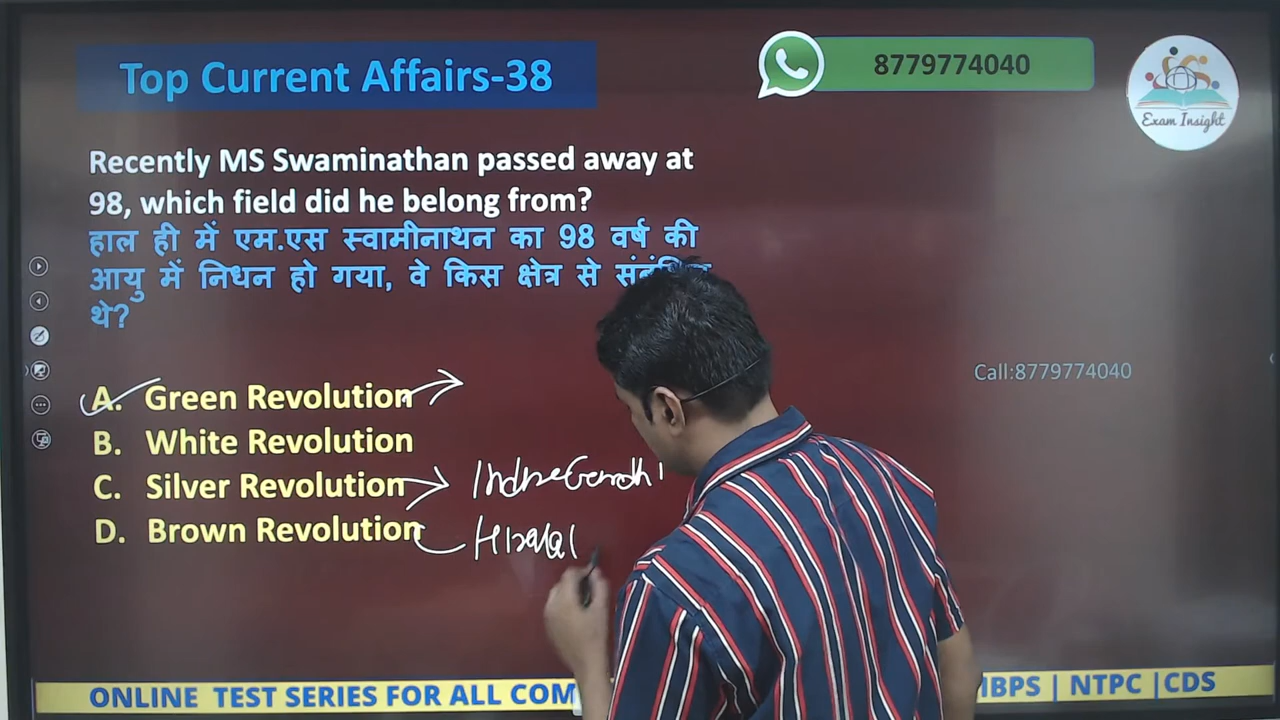 Top Current Affairs-38
8779774040
Exam Insight
Recently MS Swaminathan passed away at
98, which field did he belong from?
हाल ही में एम.एस स्वामीनाथन का 98 वर्ष की
आयु में निधन हो गया, वे किस क्षेत्र से
थे?
Call:8779774040
A. Green Revolution
B. White Revolution
C. Silver Revolution Indira Gandhi
D. Brown Revolution Hiralal
ONLINE TEST SERIES FOR ALL COM IBPS | NTPC |CDS